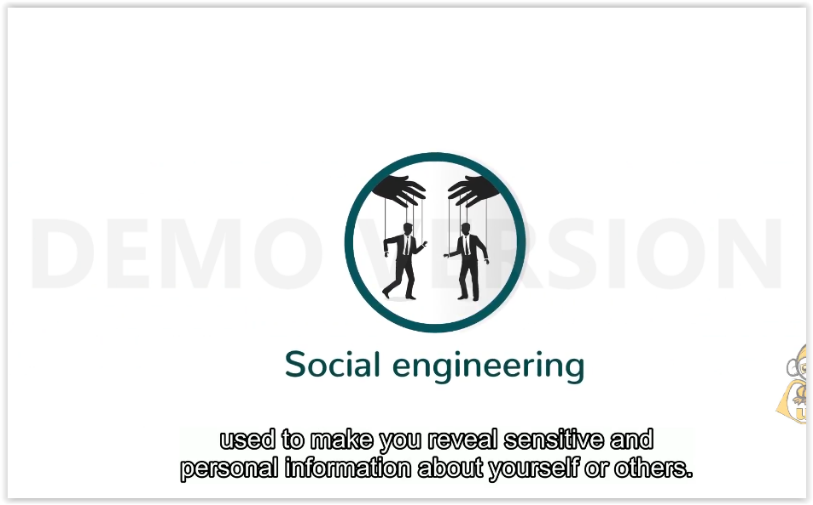 DEMO VERSION
Social engineering
used to make you reveal sensitive and
personal information about yourself or others.